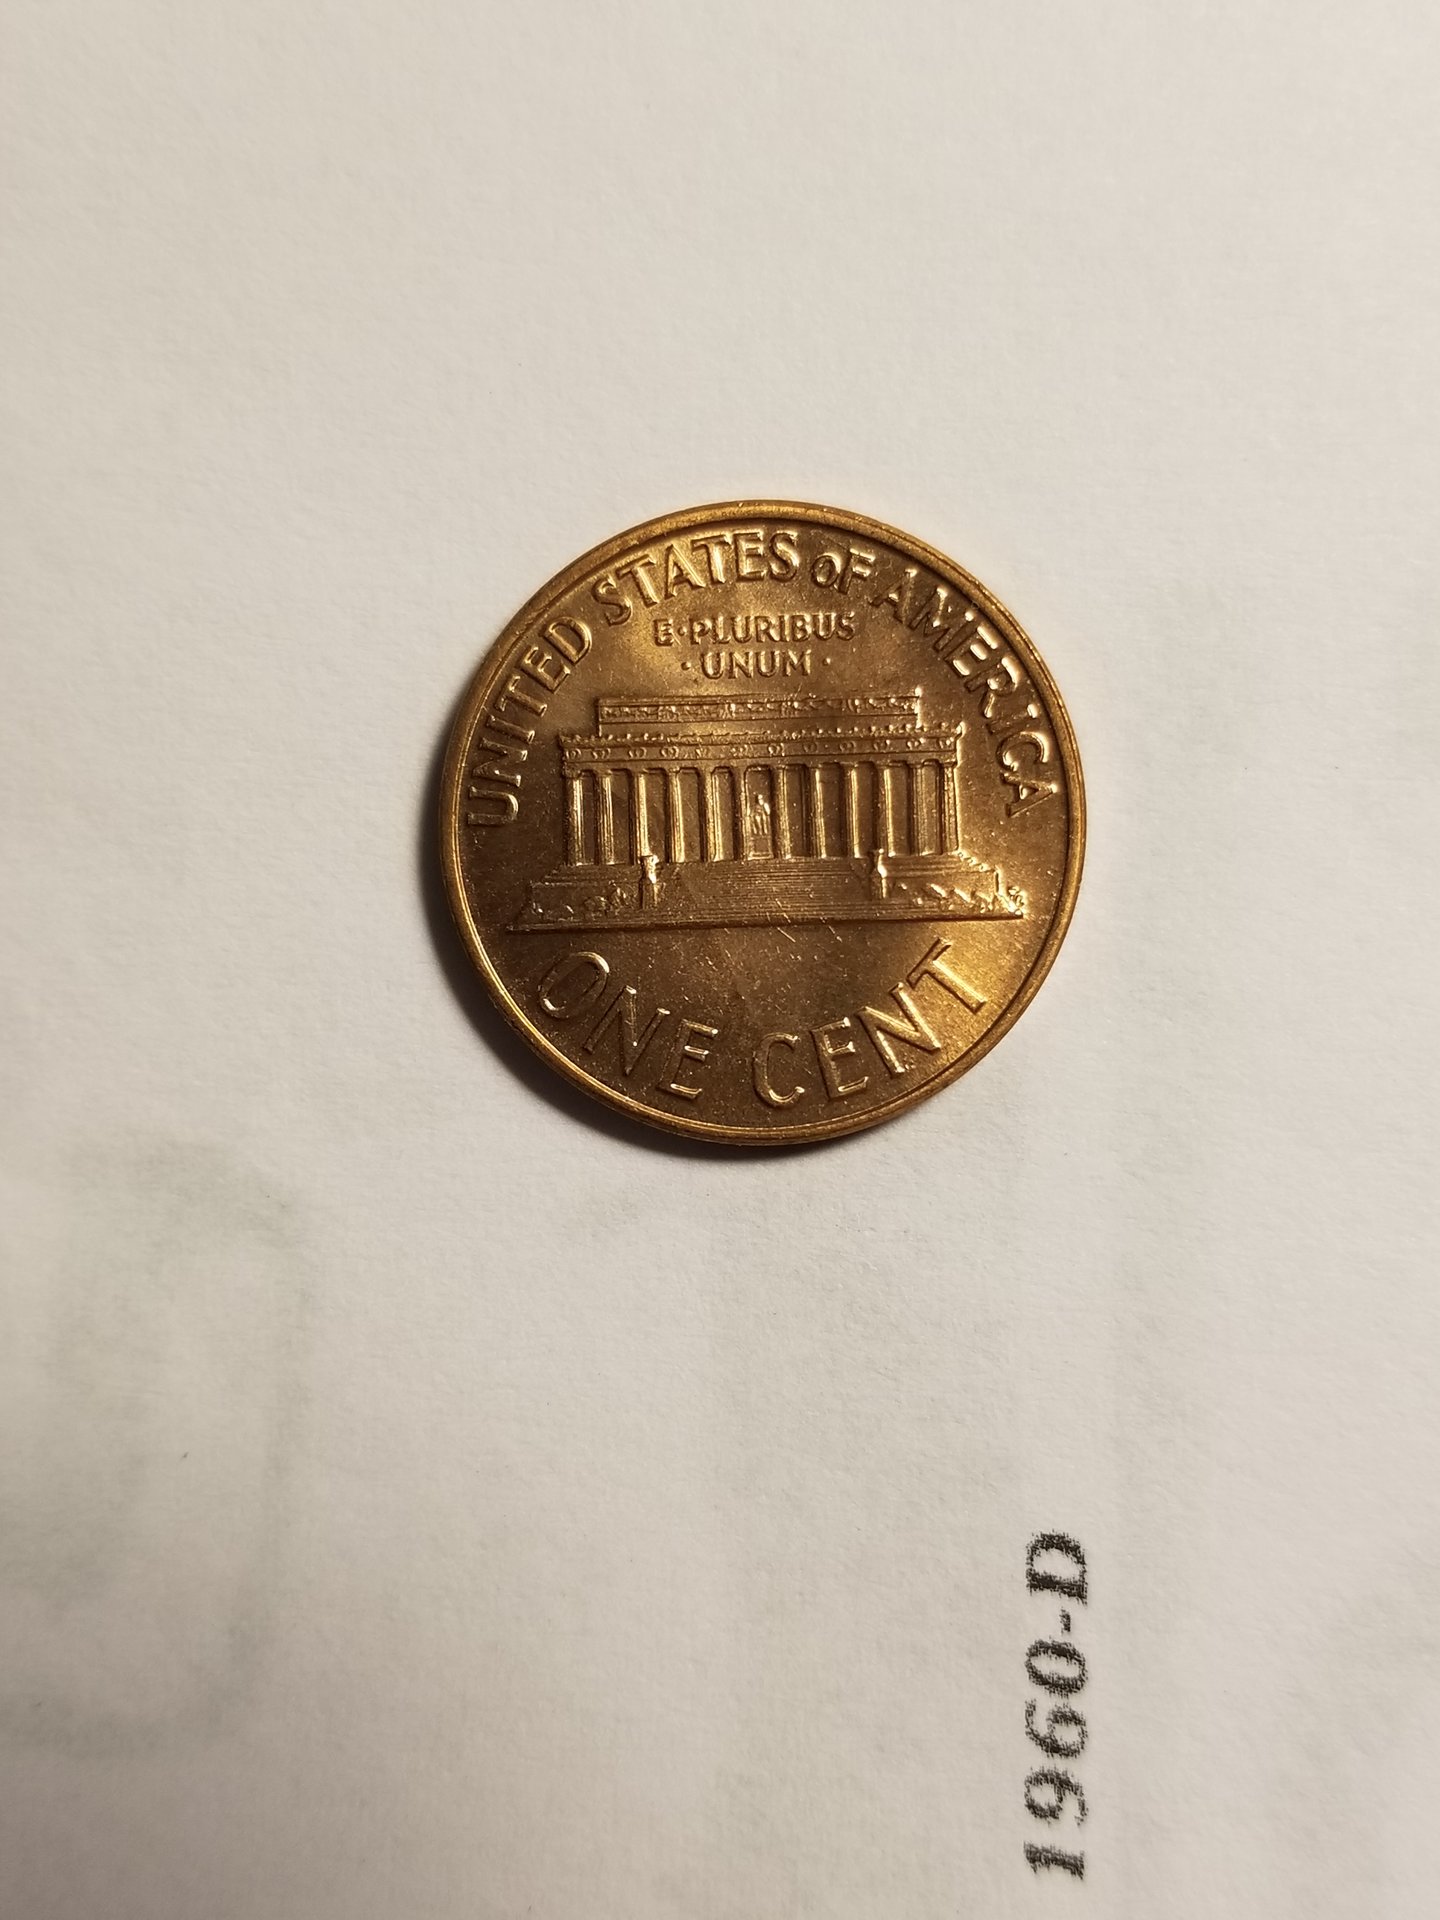 UNITED STATES OF AMERICA
E·PLURIBUS
·UNUM·
ONE CENT
1960-D